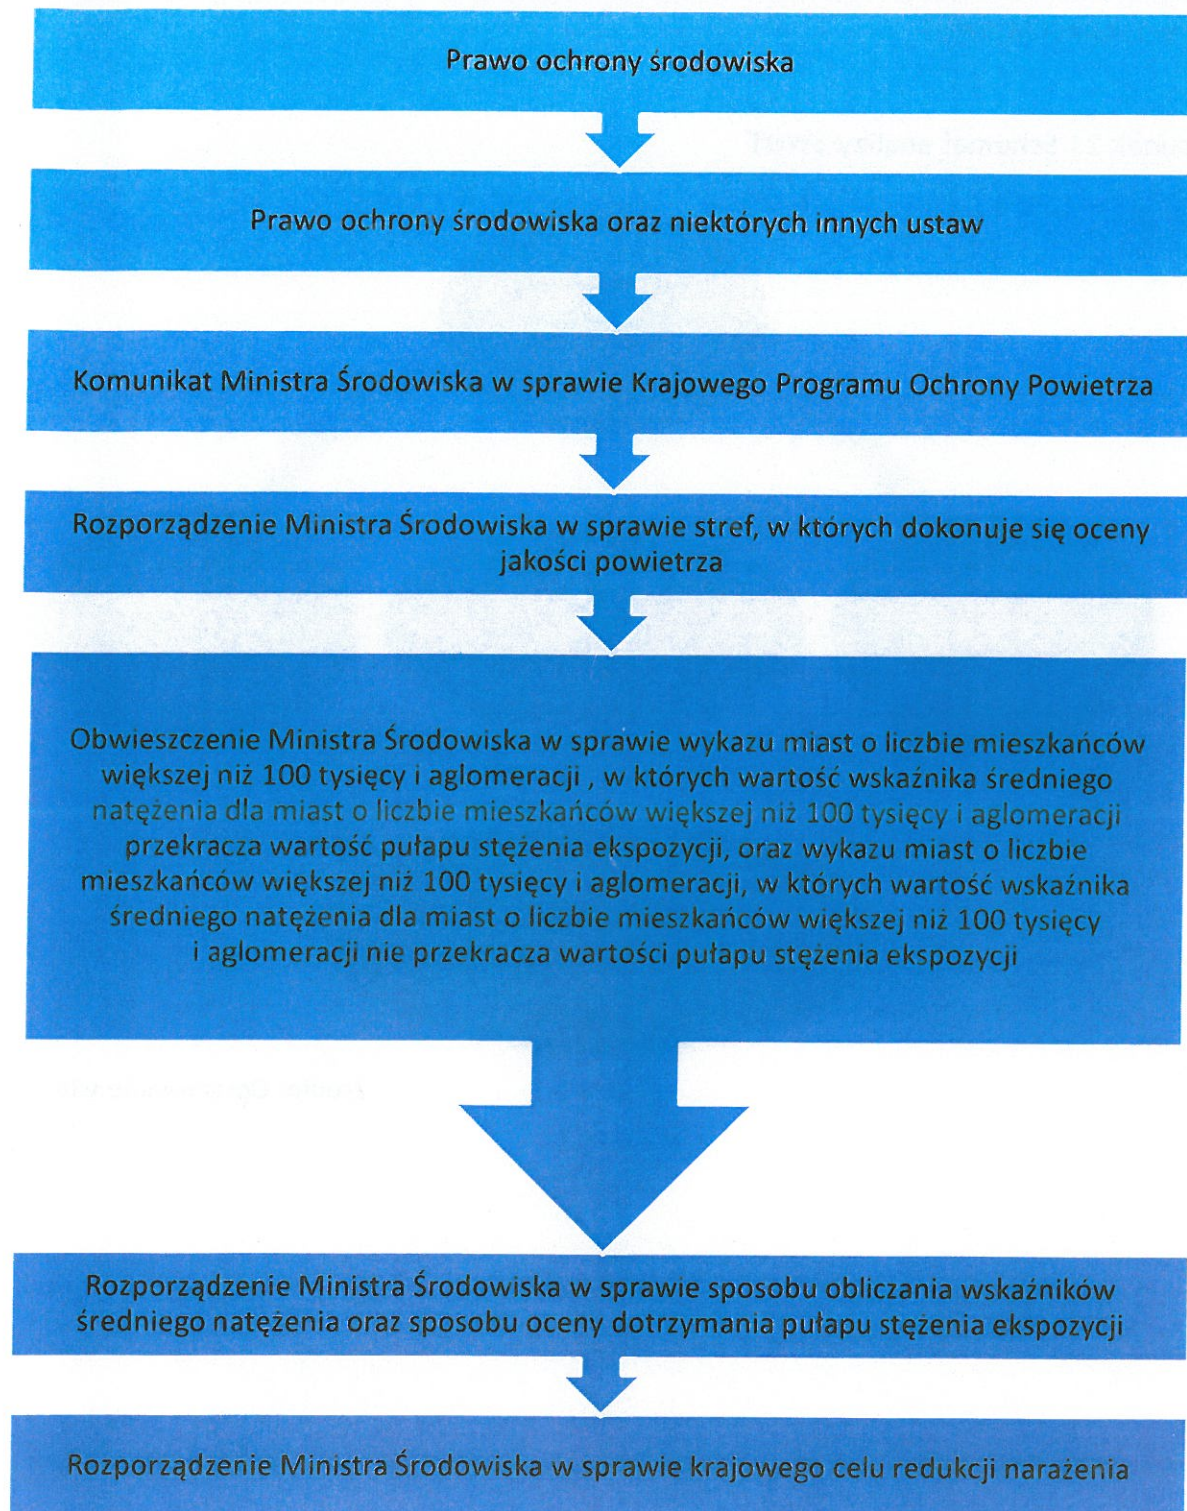 Prawo ochrony środowiska
Prawo ochrony środowiska oraz niektórych innych ustaw
Komunikat Ministra Środowiska w sprawie Krajowego Programu Ochrony Powietrza
Rozporządzenie Ministra Środowiska w sprawie stref, w których dokonuje się oceny
jakości powietrza
Obwieszczenie Ministra Środowiska w sprawie wykazu miast o liczbie mieszkańców
większej niż 100 tysięcy i aglomeracji , w których wartość wskaźnika średniego
natężenia dla miast o liczbie mieszkańców większej niż 100 tysięcy i aglomeracji
przekracza wartość pułapu stężenia ekspozycji, oraz wykazu miast o liczbie
mieszkańców większej niż 100 tysięcy i aglomeracji, w których wartość wskaźnika
średniego natężenia dla miast o liczbie mieszkańców większej niż 100 tysięcy
i aglomeracji nie przekracza wartości pułapu stężenia ekspozycji
Rozporządzenie Ministra Środowiska w sprawie sposobu obliczania wskaźników
średniego natężenia oraz sposobu oceny dotrzymania pułapu stężenia ekspozycji
Rozporządzenie Ministra Środowiska w sprawie krajowego celu redukcji narażenia